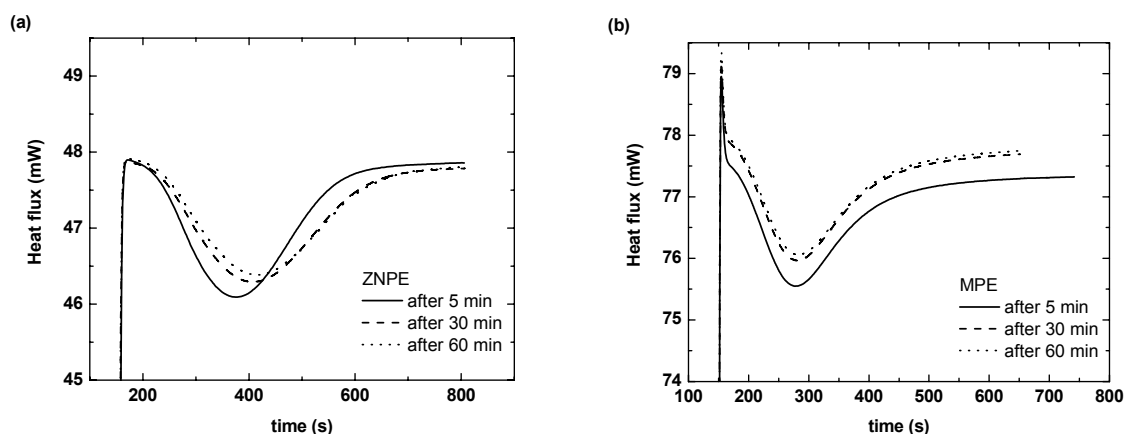 (a)
49
48
47
46
45
Heat flux (mW)
200
400
600
800
time (s)
ZNPE
after 5 min
after 30 min
after 60 min
(b)
79
78
77
76
75
74
Heat flux (mW)
100
200
300
400
500
600
700
800
time (s)
MPE
after 5 min
after 30 min
after 60 min